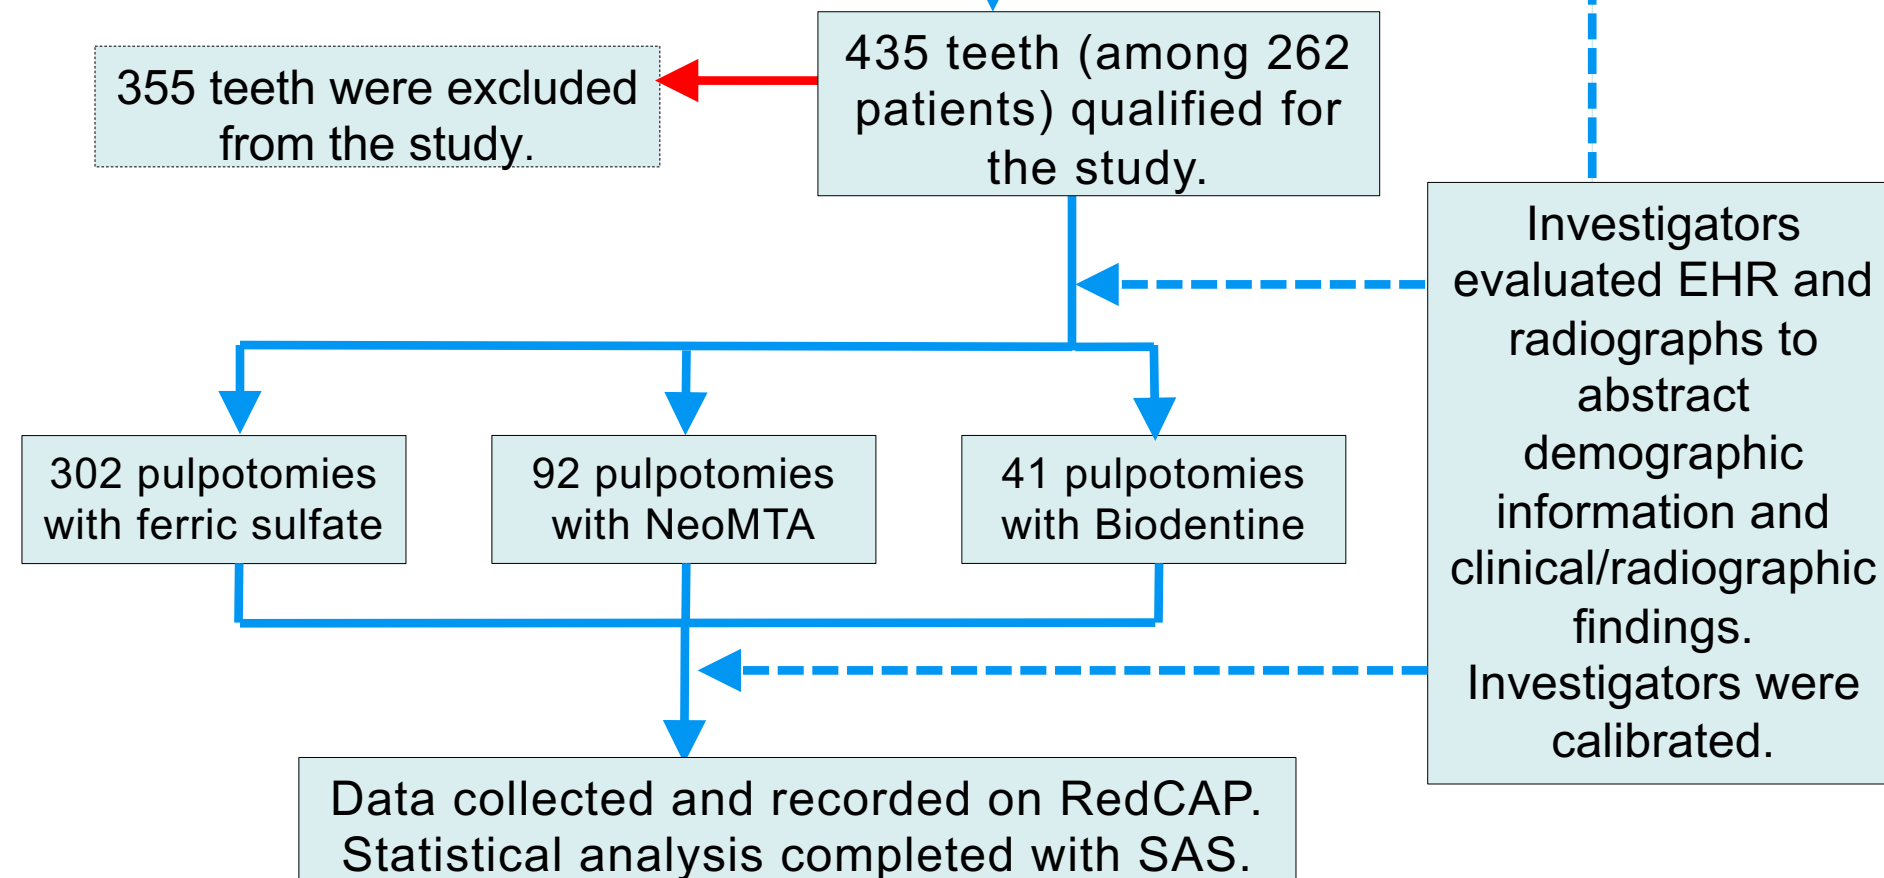 355 teeth were excluded
from the study.
435 teeth (among 262
patients) qualified for
the study.
Investigators
evaluated EHR and
radiographs to
abstract
demographic
information and
clinical/radiographic
findings.
Investigators were
calibrated.
302 pulpotomies
with ferric sulfate
92 pulpotomies
with NeoMTA
41 pulpotomies
with Biodentine
Data collected and recorded on RedCAP.
Statistical analysis completed with SAS.